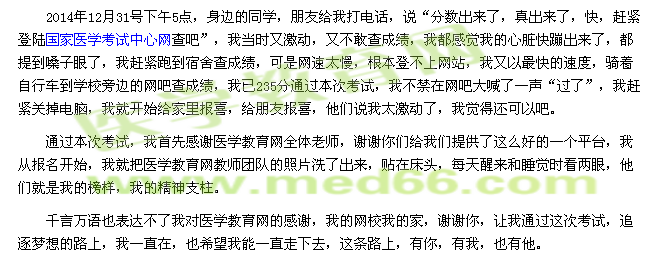 2014年12月31号下午5点，身边的同学，朋友给我打电话，说“分数出来了，真出来了，快，赶紧
登陆国家医学考试中心网查吧”，我当时又激动，又不敢查成绩，我都感觉我的心脏快蹦出来了，都
提到嗓子眼了，我赶紧跑到宿舍查成绩，可是网速太慢，根本登不上网站，我又以最快的速度，骑着
自行车到学校旁边的网吧查成绩，我已235分通过本次考试，我不禁在网吧大喊了一声“过了”，我赶
紧关掉电脑，我就开始给家里报喜，给朋友报喜，他们说我太激动了，我觉得还可以吧。
通过本次考试，我首先感谢医学教育网全体老师，谢谢你们给我们提供了这么好的一个平台，我
从报名开始，我就把医学教育网教师团队的照片洗了出来，贴在床头，每天醒来和睡觉时看两眼，他
们就是我的榜样，我的精神支柱。
千言万语也表达不了我对医学教育网的感谢，我的网校我的家，谢谢你，让我通过这次考试，追
逐梦想的路上，我一直在，也希望我能一直走下去，这条路上，有你，有我，也有他。
医学教育网
www.med66.com